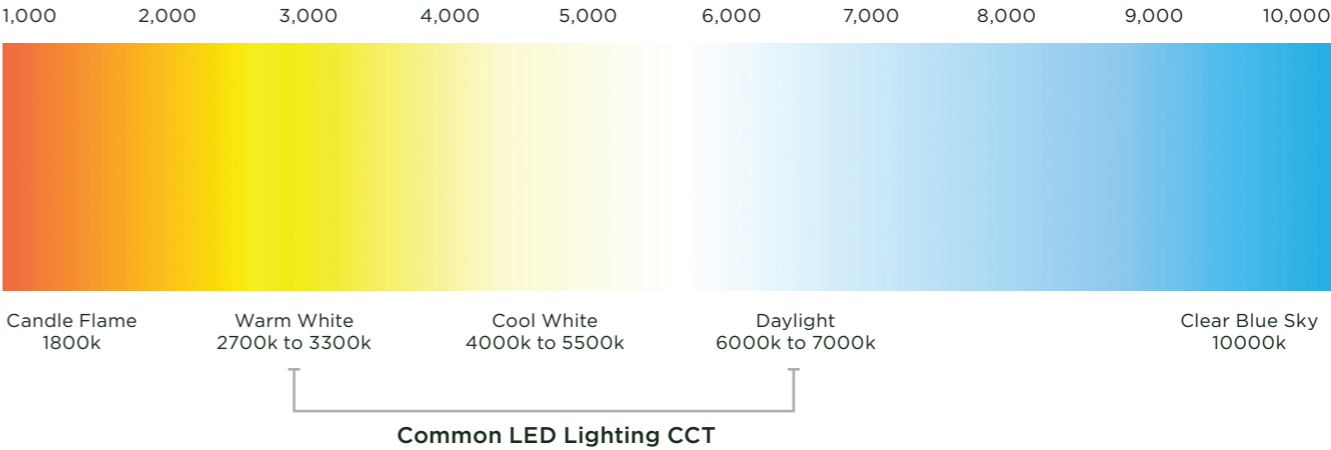 1,000 2,000 3,000 4,000 5,000 6,000 7,000 8,000 9,000 10,000
Candle Flame Warm White Cool White Daylight Clear Blue Sky
1800k 2700k to 3300k 4000k to 5500k 6000k to 7000k 10000k
Common LED Lighting CCT